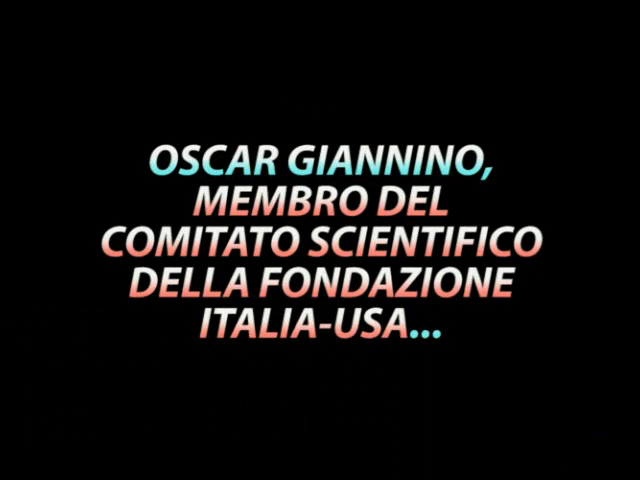 OSCAR GIANNINO,
MEMBRO DEL
COMITATO SCIENTIFICO
DELLA FONDAZIONE
ITALIA-USA...